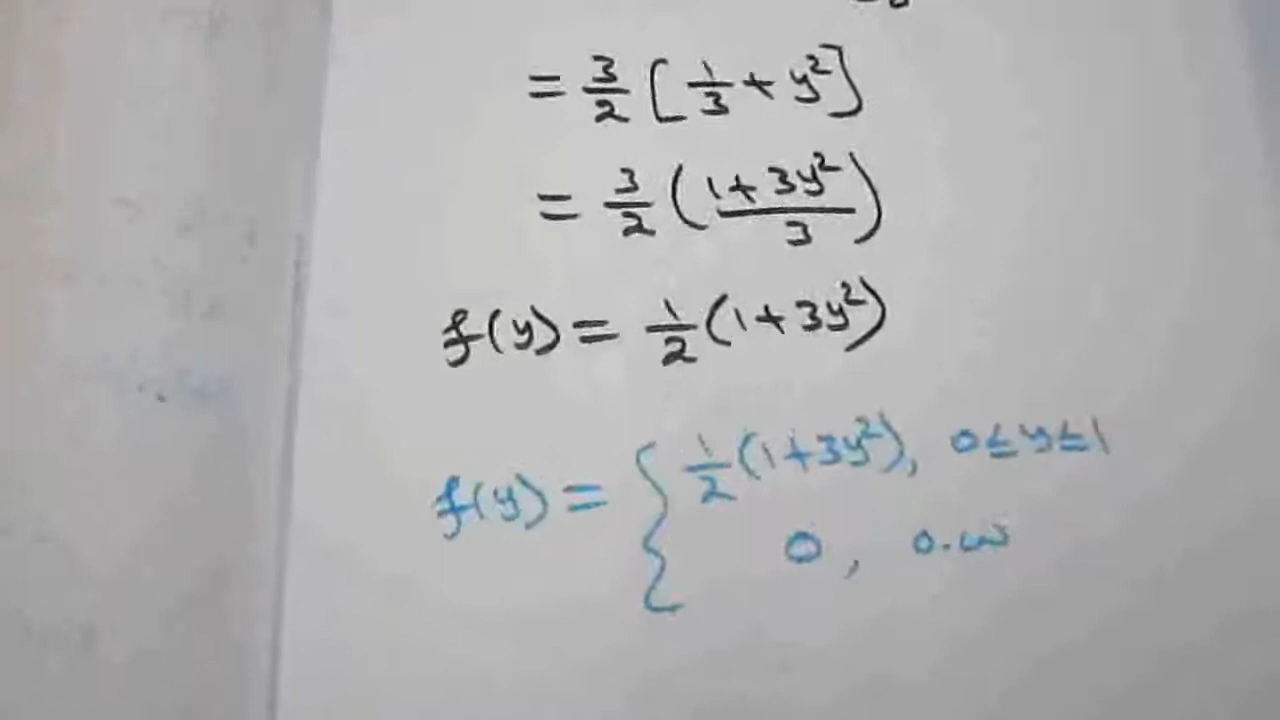 = 3/2 [1/3 + y²]
= 3/2 ((1+3y²)/3)
f(y) = 1/2 (1+3y²)
f(y) = { 1/2 (1+3y²), 0≤y≤1
0, o.w